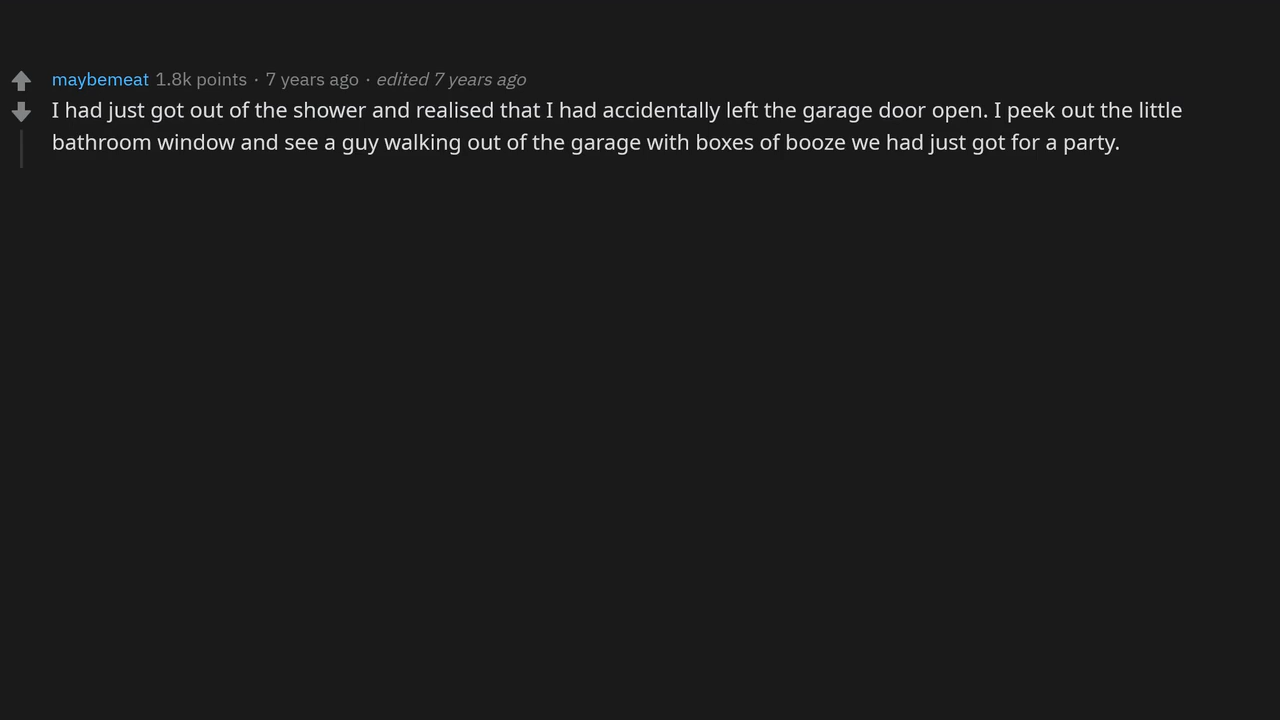 maybemeat 1.8k points · 7 years ago · edited 7 years ago
I had just got out of the shower and realised that I had accidentally left the garage door open. I peek out the little
bathroom window and see a guy walking out of the garage with boxes of booze we had just got for a party.